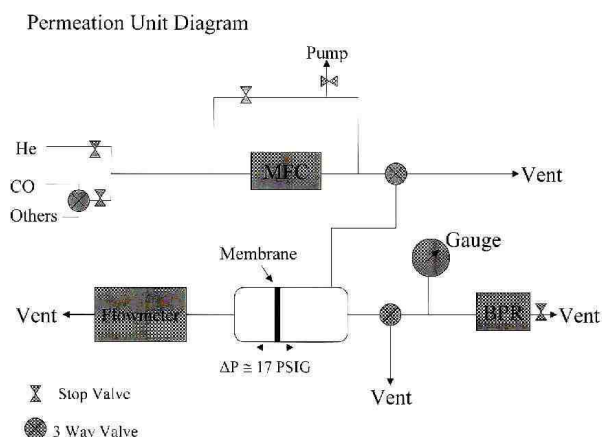 Permeation Unit Diagram
Pump
He
CO
Others
MFC
Vent
Membrane
Gauge
Vent
Flowmeter
BPR
Vent
ΔP ≅ 17 PSIG
Vent
Stop Valve
3 Way Valve